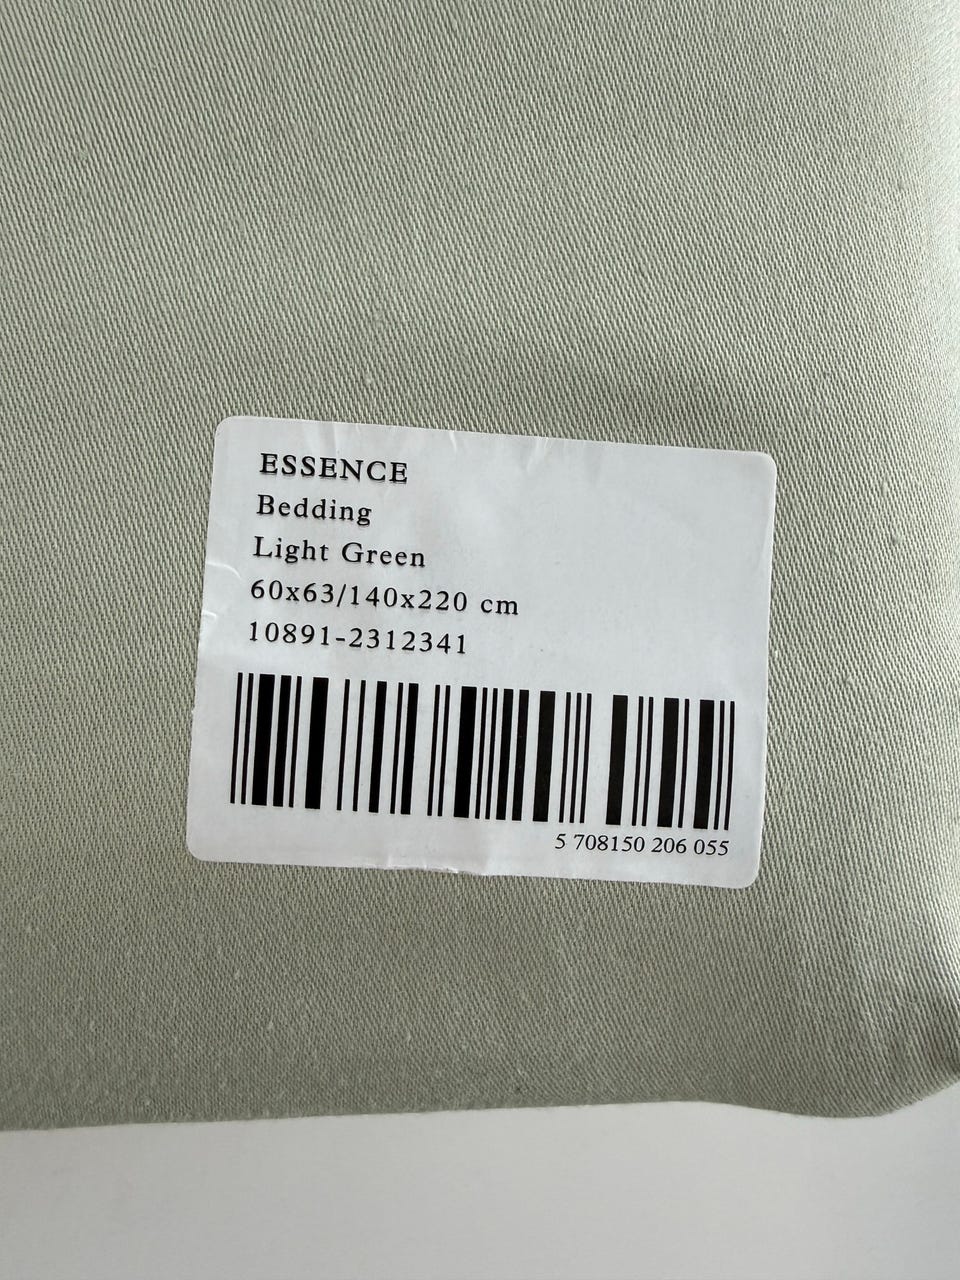 ESSENCE
Bedding
Light Green
60x63/140x220 cm
10891-2312341
5 708150 206 055